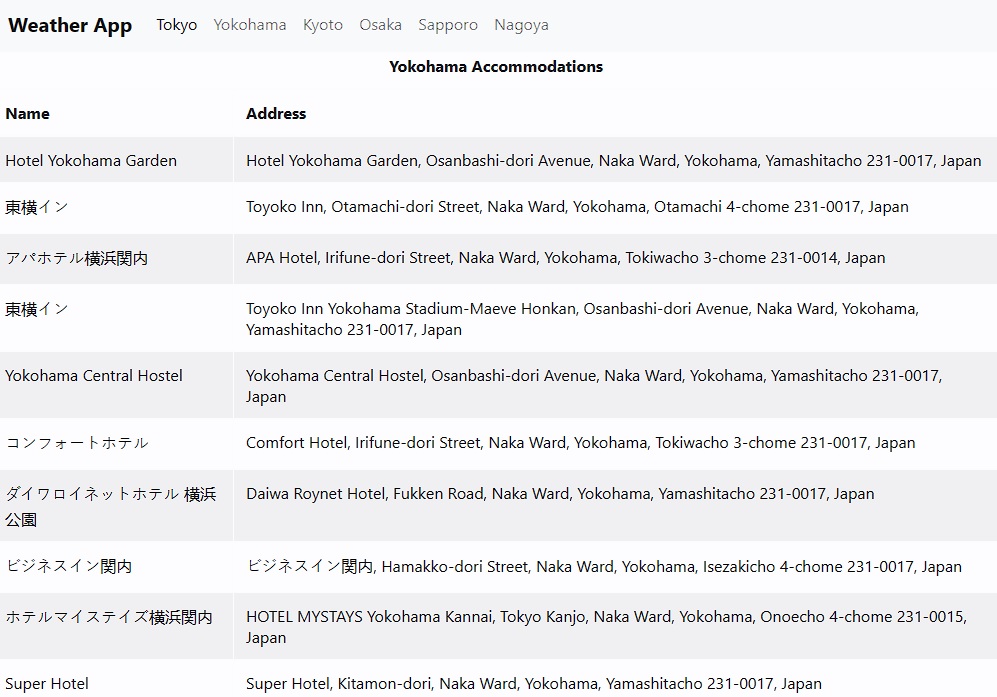 Weather App Tokyo Yokohama Kyoto Osaka Sapporo Nagoya
Yokohama Accommodations
Name Address
Hotel Yokohama Garden Hotel Yokohama Garden, Osanbashi-dori Avenue, Naka Ward, Yokohama, Yamashitacho 231-0017, Japan
東横イン Toyoko Inn, Otamachi-dori Street, Naka Ward, Yokohama, Otamachi 4-chome 231-0017, Japan
アパホテル横浜関内 APA Hotel, Irifune-dori Street, Naka Ward, Yokohama, Tokiwacho 3-chome 231-0014, Japan
東横イン Toyoko Inn Yokohama Stadium-Maeve Honkan, Osanbashi-dori Avenue, Naka Ward, Yokohama,
Yamashitacho 231-0017, Japan
Yokohama Central Hostel Yokohama Central Hostel, Osanbashi-dori Avenue, Naka Ward, Yokohama, Yamashitacho 231-0017,
Japan
コンフォートホテル Comfort Hotel, Irifune-dori Street, Naka Ward, Yokohama, Tokiwacho 3-chome 231-0017, Japan
ダイワロイネットホテル 横浜 Daiwa Roynet Hotel, Fukken Road, Naka Ward, Yokohama, Yamashitacho 231-0017, Japan
公園
ビジネスイン関内 ビジネスイン関内, Hamakko-dori Street, Naka Ward, Yokohama, Isezakicho 4-chome 231-0017, Japan
ホテルマイステイズ横浜関内 HOTEL MYSTAYS Yokohama Kannai, Tokyo Kanjo, Naka Ward, Yokohama, Onoecho 4-chome 231-0015,
Japan
Super Hotel Super Hotel, Kitamon-dori, Naka Ward, Yokohama, Yamashitacho 231-0017, Japan